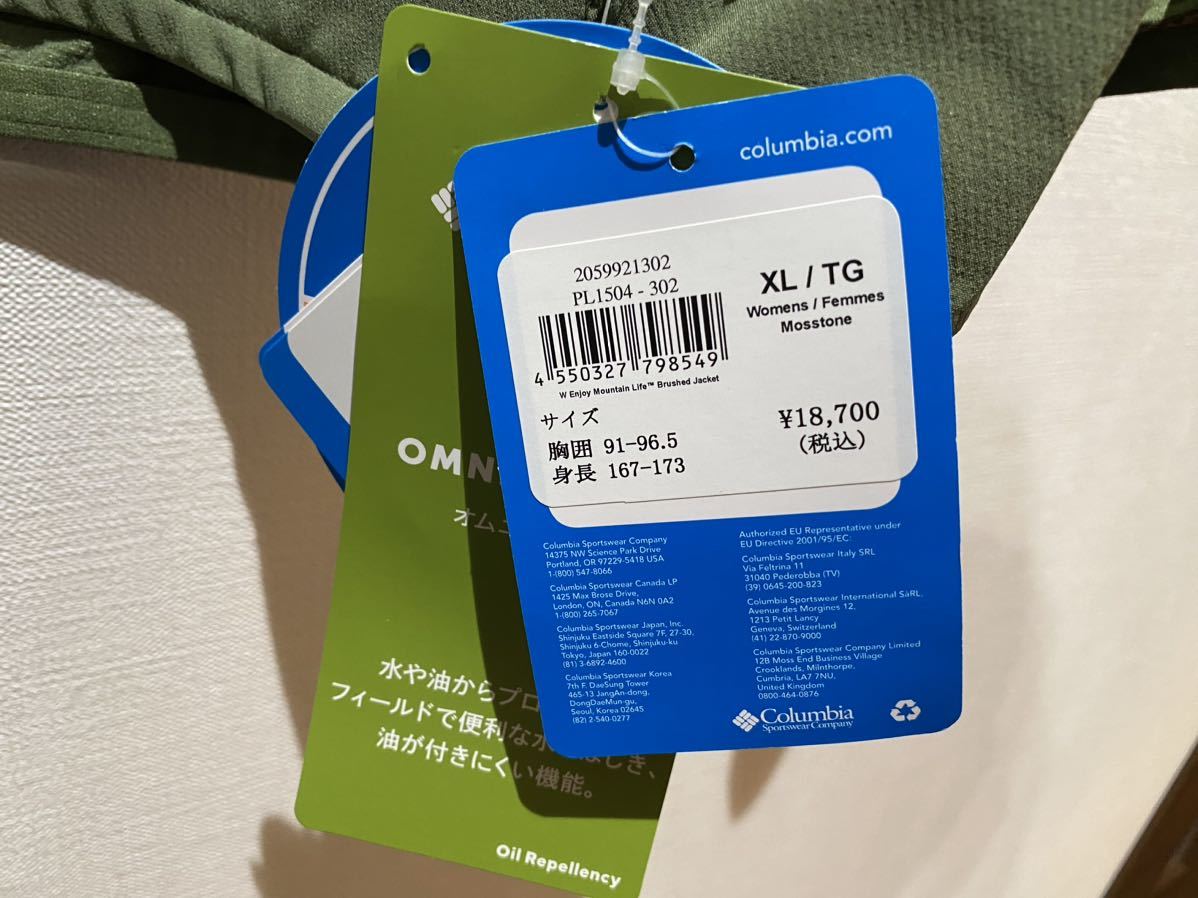 columbia.com
2059921302
PL1504 - 302
4 550327 798549
W Enjoy Mountain Life™ Brushed Jacket
XL / TG
Womens / Femmes
Mosstone
サイズ
胸囲 91-96.5
身長 167-173
¥18,700
(税込)
Columbia Sportswear Company
14375 NW Science Park Drive
Portland, OR 97229-5418 USA
1-(800) 547-8066
Columbia Sportswear Canada LP
1425 Max Brose Drive,
London, ON, Canada N6N 0A2
1-(800) 265-7067
Columbia Sportswear Japan, Inc.
Shinjuku Eastside Square 7F, 27-30,
Shinjuku 6-Chome, Shinjuku-ku
Tokyo, Japan 160-0022
(81) 3-6892-4600
Columbia Sportswear Korea
7th F. DaeSung Tower
465-13 JangAn-dong,
DongDaeMun-gu,
Seoul, Korea 02645
(82) 2-540-0277
Authorized EU Representative under
EU Directive 2001/95/EC:
Columbia Sportswear Italy SRL
Via Feltrina 11
31040 Pederobba (TV)
(39) 0645-200-823
Columbia Sportswear International SàRL,
Avenue des Morgines 12,
1213 Petit Lancy
Geneva, Switzerland
(41) 22-870-9000
Columbia Sportswear Company Limited
12B Moss End Business Village
Crooklands, Milnthorpe,
Cumbria, LA7 7NU,
United Kingdom
0800-464-0876
Columbia
Sportswear Company
OMN
オムニ
水や油からプロ
フィールドで便利な水 はじき、
油が付きにくい機能。
Oil Repellency